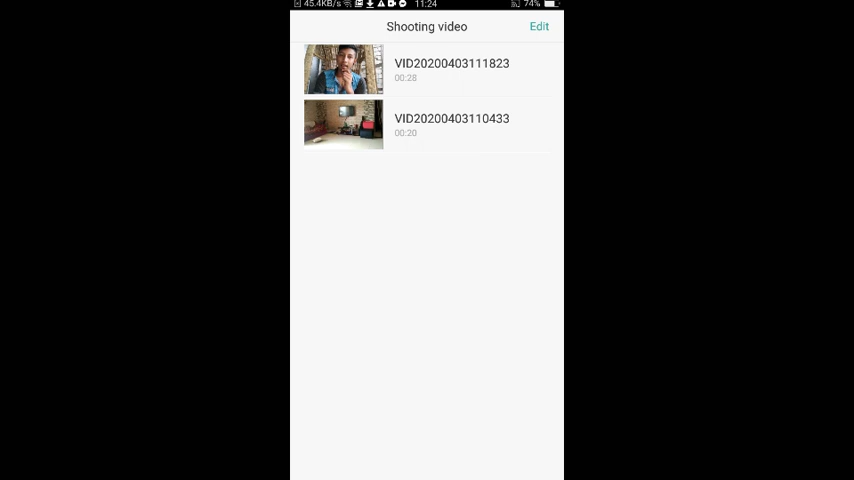 45.4KB/s 11:24 74%
Shooting video Edit
VID20200403111823
00:28
VID20200403110433
00:20